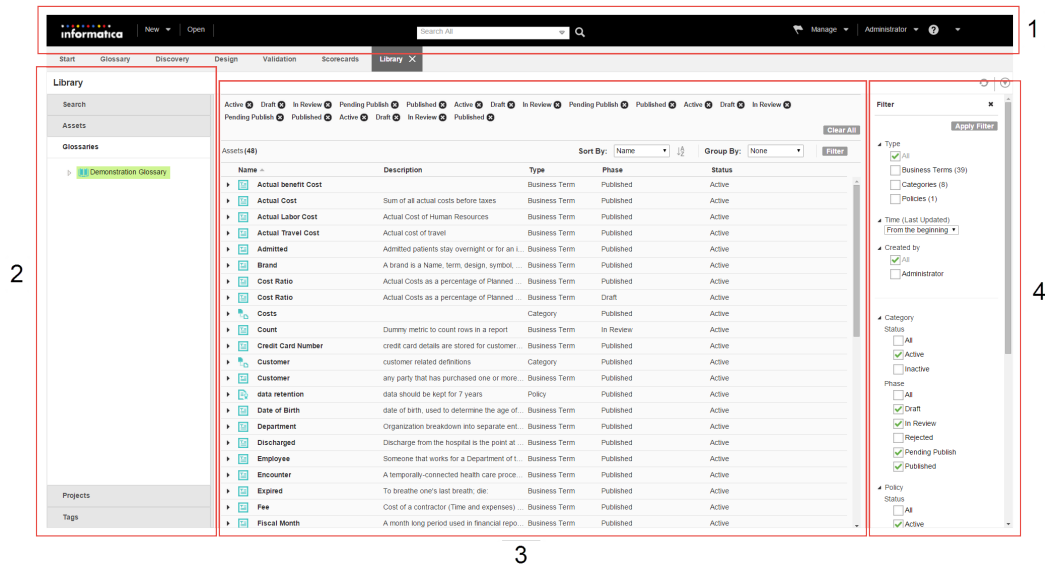 informatica New Open Search All Manage Administrator ? 1
Start Glossary Discovery Design Validation Scorecards Library
Library
Search
Assets
Glossaries
Demonstration Glossary
Projects
Tags
2
Active Draft In Review Pending Publish Published Active Draft In Review Pending Publish Published Active Draft In Review
Pending Publish Published Active Draft In Review Published
Clear All
Assets (48) Sort By: Name Group By: None Filter
Name Description Type Phase Status
Actual benefit Cost Business Term Published Active
Actual Cost Sum of all actual costs before taxes Business Term Published Active
Actual Labor Cost Actual Cost of Human Resources Business Term Published Active
Actual Travel Cost Actual cost of travel Business Term Published Active
Admitted Admitted patients stay overnight or for an i... Business Term Published Active
Brand A brand is a Name, term, design, symbol, ... Business Term Published Active
Cost Ratio Actual Costs as a percentage of Planned ... Business Term Published Active
Cost Ratio Actual Costs as a percentage of Planned ... Business Term Draft Active
Costs Category Published Active
Count Dummy metric to count rows in a report Business Term In Review Active
Credit Card Number credit card details are stored for customer... Business Term Published Active
Customer customer related definitions Category Published Active
Customer any party that has purchased one or more... Business Term Published Active
data retention data should be kept for 7 years Policy Published Active
Date of Birth date of birth, used to determine the age of... Business Term Published Active
Department Organization breakdown into separate ent... Business Term Published Active
Discharged Discharge from the hospital is the point at ... Business Term Published Active
Employee Someone that works for a Department of t... Business Term Published Active
Encounter A temporally-connected health care proce... Business Term Published Active
Expired To breathe one's last breath; die: Business Term Published Active
Fee Cost of a contractor (Time and expenses) ... Business Term Published Active
Fiscal Month A month long period used in financial repo... Business Term Published Active
3
Filter
Apply Filter
Type
All
Business Terms (39)
Categories (8)
Policies (1)
Time (Last Updated)
From the beginning
Created by
All
Administrator
Category
Status
All
Active
Inactive
Phase
All
Draft
In Review
Rejected
Pending Publish
Published
Policy
Status
All
Active
4